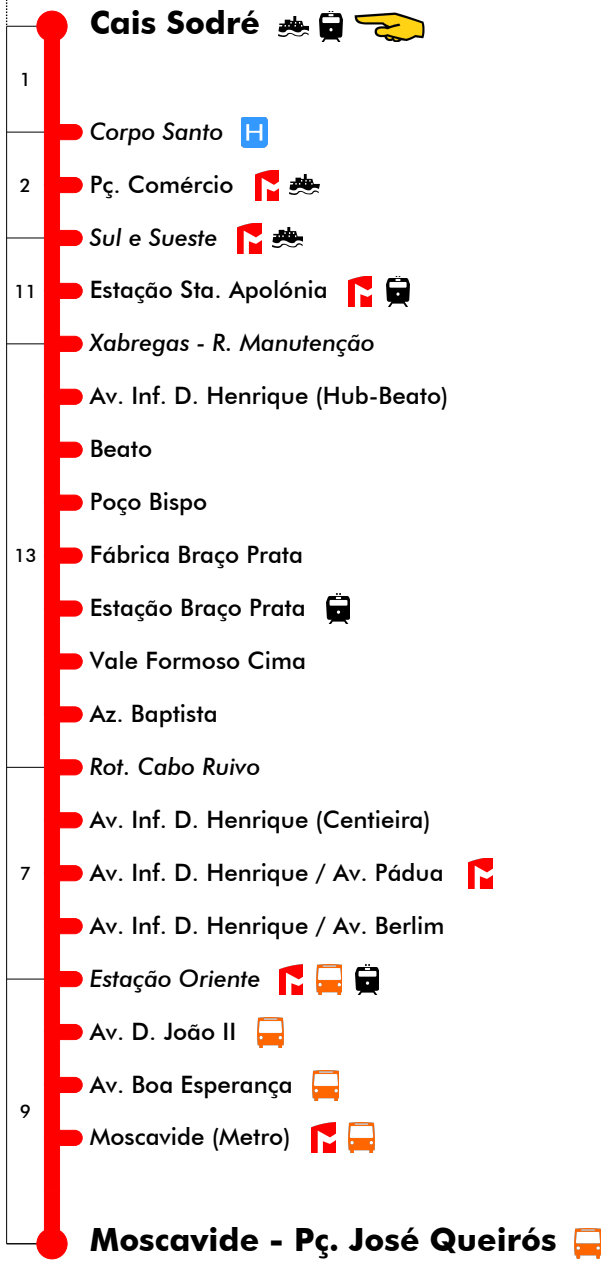 Cais Sodré
1
Corpo Santo H
2 Pç. Comércio
Sul e Sueste
11 Estação Sta. Apolónia
Xabregas - R. Manutenção
Av. Inf. D. Henrique (Hub-Beato)
Beato
Poço Bispo
13 Fábrica Braço Prata
Estação Braço Prata
Vale Formoso Cima
Az. Baptista
Rot. Cabo Ruivo
Av. Inf. D. Henrique (Centieira)
7 Av. Inf. D. Henrique / Av. Pádua
Av. Inf. D. Henrique / Av. Berlim
Estação Oriente
Av. D. João II
Av. Boa Esperança
9
Moscavide (Metro)
Moscavide - Pç. José Queirós